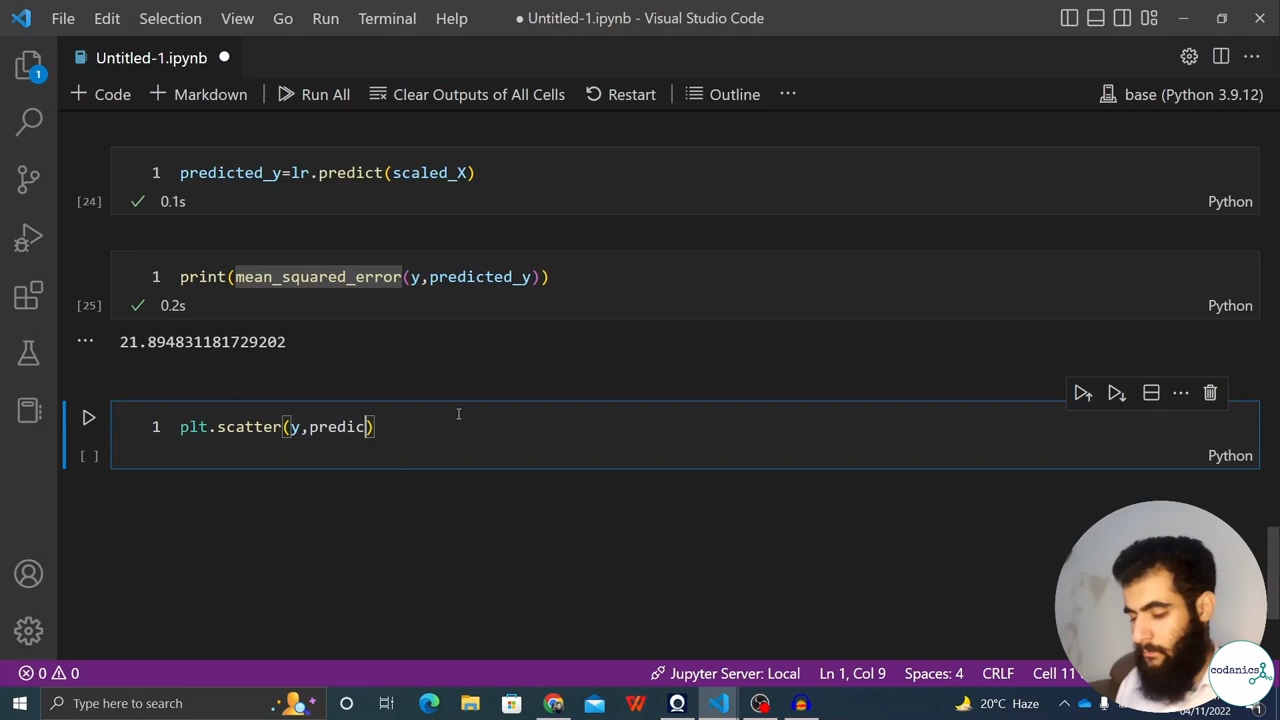 File Edit Selection View Go Run Terminal Help
● Untitled-1.ipynb - Visual Studio Code
Untitled-1.ipynb
1
+ Code + Markdown Run All Clear Outputs of All Cells Restart Outline ··· base (Python 3.9.12)
1 predicted_y=lr.predict(scaled_X)
[24] ✓ 0.1s Python
1 print(mean_squared_error(y,predicted_y))
[25] ✓ 0.2s Python
··· 21.894831181729202
1 plt.scatter(y,predic)
[ ] Python
codanics
0 0 Jupyter Server: Local Ln 1, Col 9 Spaces: 4 CRLF Cell 11
Type here to search 20°C Haze
04/11/2022